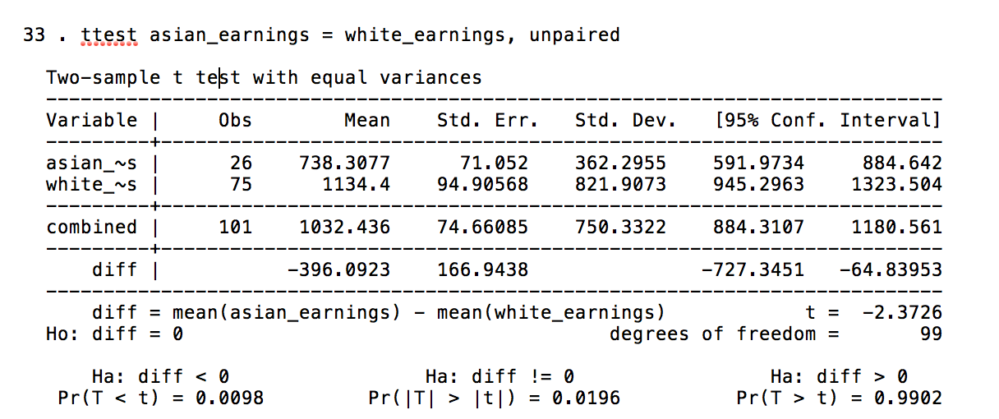 33 . ttest asian_earnings = white_earnings, unpaired
Two-sample t test with equal variances
------------------------------------------------------------------------------
Variable | Obs Mean Std. Err. Std. Dev. [95% Conf. Interval]
---------+--------------------------------------------------------------------
asian_~s | 26 738.3077 71.052 362.2955 591.9734 884.642
white_~s | 75 1134.4 94.90568 821.9073 945.2963 1323.504
---------+--------------------------------------------------------------------
combined | 101 1032.436 74.66085 750.3322 884.3107 1180.561
---------+--------------------------------------------------------------------
diff | -396.0923 166.9438 -727.3451 -64.83953
------------------------------------------------------------------------------
diff = mean(asian_earnings) - mean(white_earnings) t = -2.3726
Ho: diff = 0 degrees of freedom = 99
Ha: diff < 0 Ha: diff != 0 Ha: diff > 0
Pr(T < t) = 0.0098 Pr(|T| > |t|) = 0.0196 Pr(T > t) = 0.9902